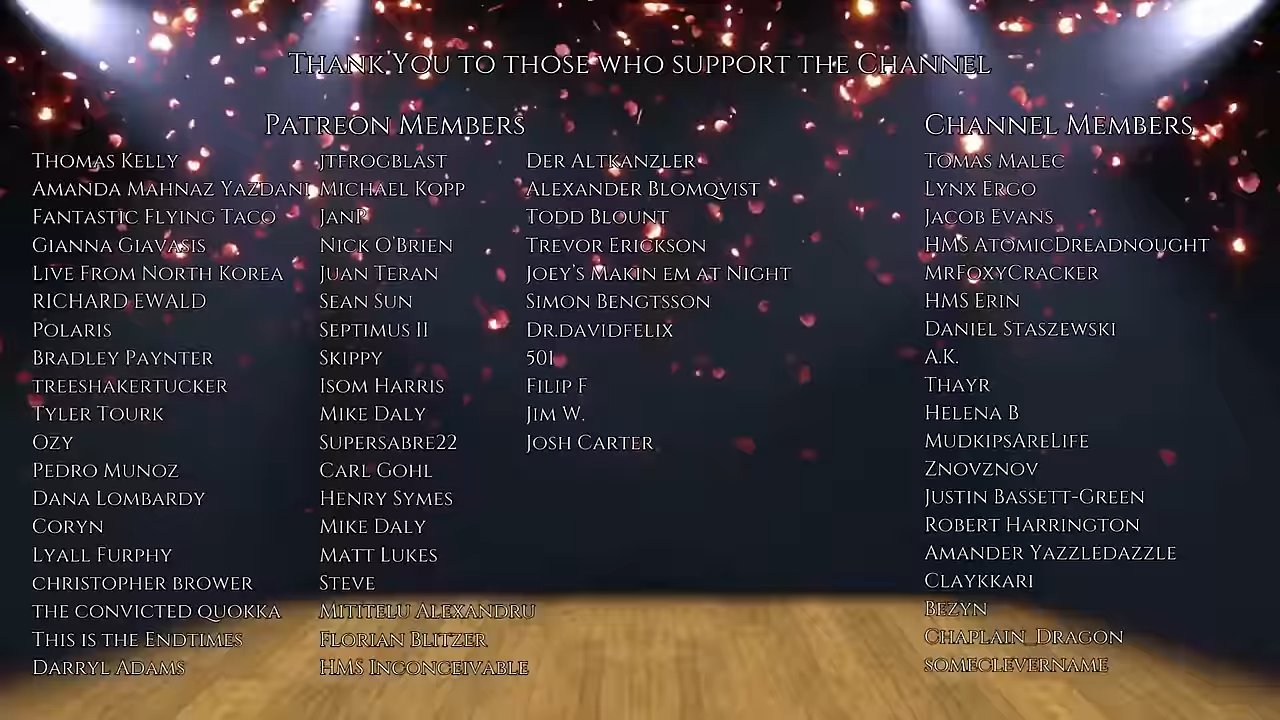 Thank You to those who support the Channel
Patreon Members
Thomas Kelly
Amanda Mahnaz Yazdani
Fantastic Flying Taco
Gianna Giavasis
Live From North Korea
RICHARD EWALD
Polaris
Bradley Paynter
treeshakertucker
Tyler Tourk
Ozy
Pedro Munoz
Dana Lombardy
Coryn
Lyall Furphy
christopher brower
the convicted quokka
This is the Endtimes
Darryl Adams
jtfrogblast
Michael Kopp
JanP
Nick O'Brien
Juan Teran
Sean Sun
Septimus II
Skippy
Isom Harris
Mike Daly
Supersabre22
Carl Gohl
Henry Symes
Mike Daly
Matt Lukes
Steve
Mititelu Alexandru
Florian Blitzer
HMS Inconceivable
Der Altkanzler
Alexander Blomqvist
Todd Blount
Trevor Erickson
Joey's Makin em at Night
Simon Bengtsson
Dr.davidfelix
501
Filip F
Jim W.
Josh Carter
Channel Members
Tomas Malec
Lynx Ergo
Jacob Evans
HMS AtomicDreadnought
MrFoxyCracker
HMS Erin
Daniel Staszewski
A.K.
Thayr
Helena B
MudkipsAreLife
Znovznov
Justin Bassett-Green
Robert Harrington
Amander Yazzledazzle
Claykkari
Bezyn
Chaplain_Dragon
someclevername